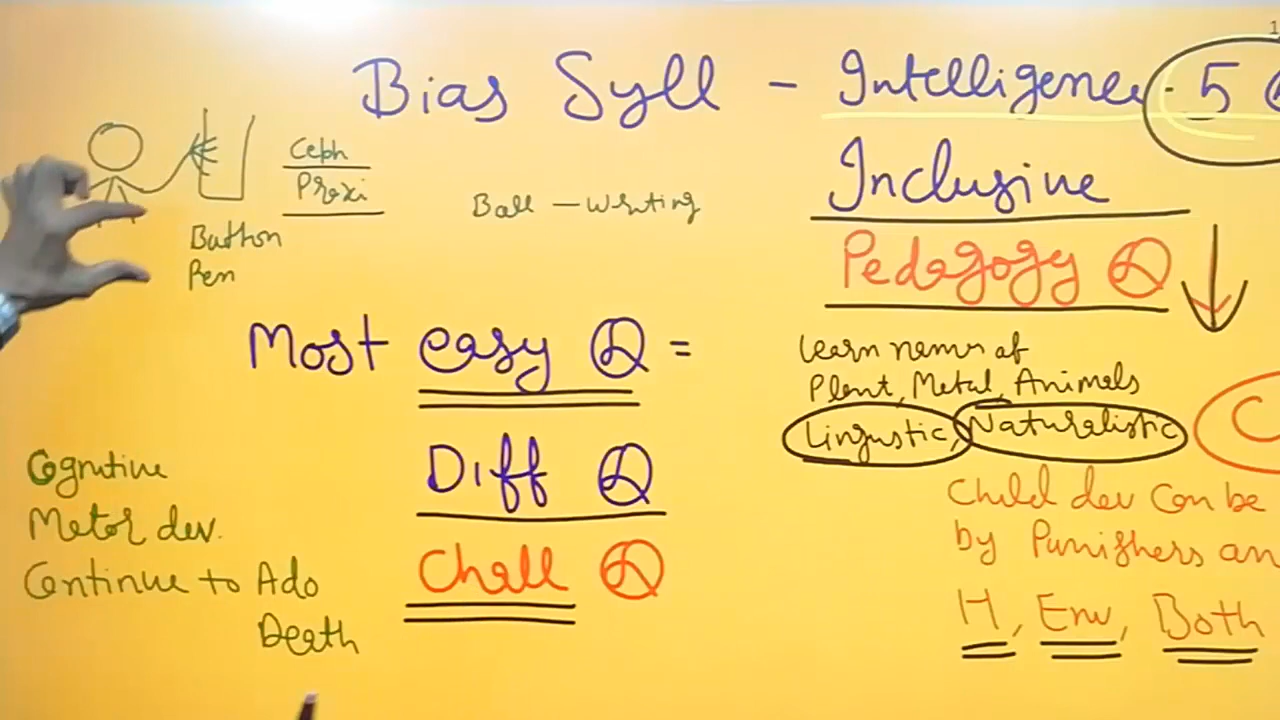 Bias Syll - Intelligence. 5 Q
Inclusive
Pedagogy Q
Ceph
Proxi
Ball - Writing
Button
Pen
Most easy Q =
Learn names of
Plant, Metal, Animals
Lingustic, Naturalistic
C
Diff Q
Chall Q
Cognitive
Motor dev.
Continue to Ado
Death
Child dev Can be
by Punishers an
H, Env, Both